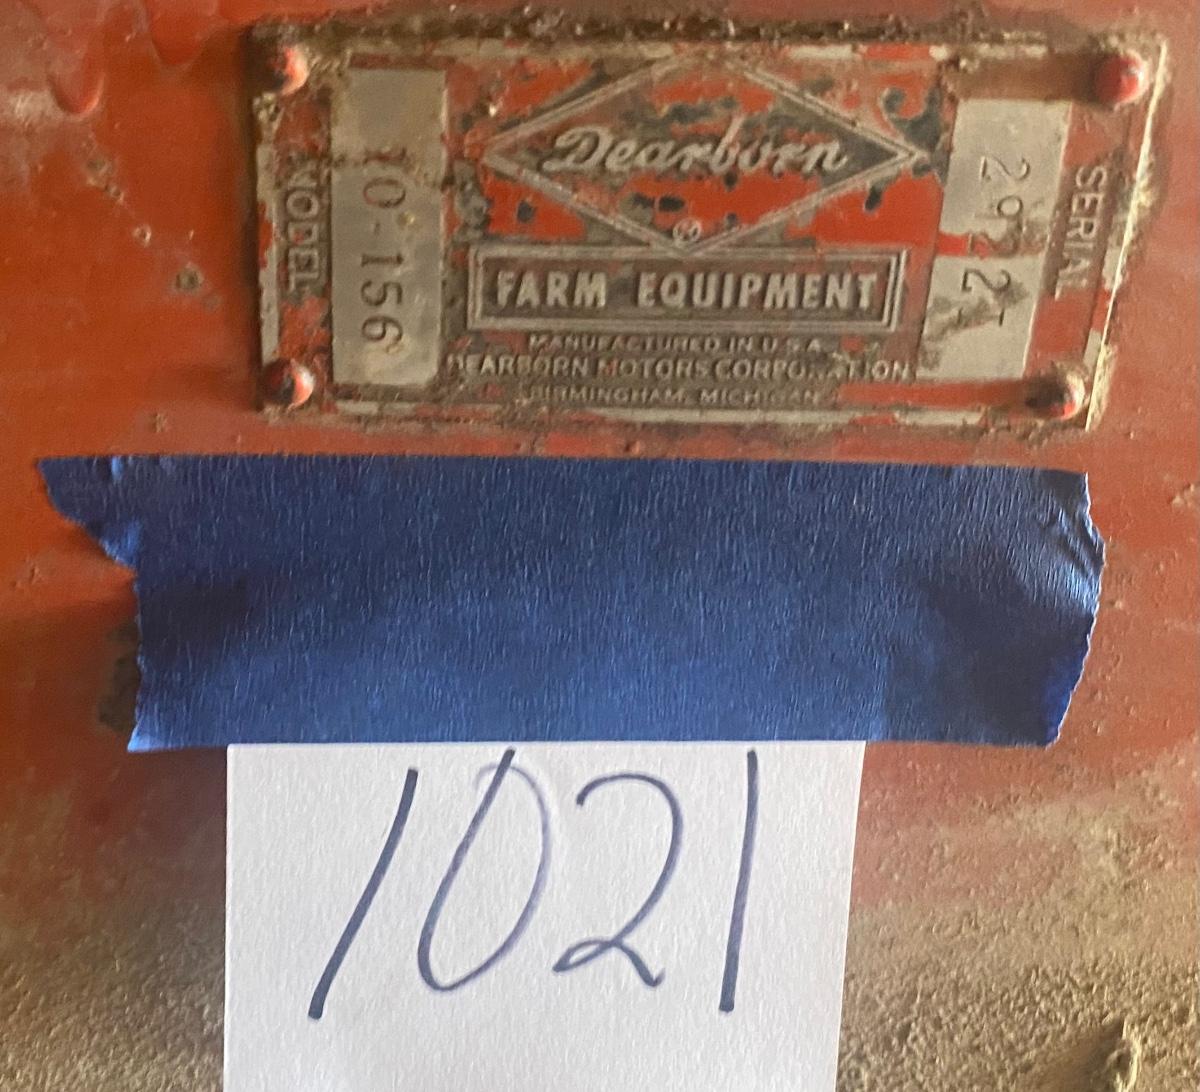 MODEL
10-156
Dearborn
®
FARM EQUIPMENT
MANUFACTURED IN U.S.A.
DEARBORN MOTORS CORPORATION
BIRMINGHAM, MICHIGAN
SERIAL
1021